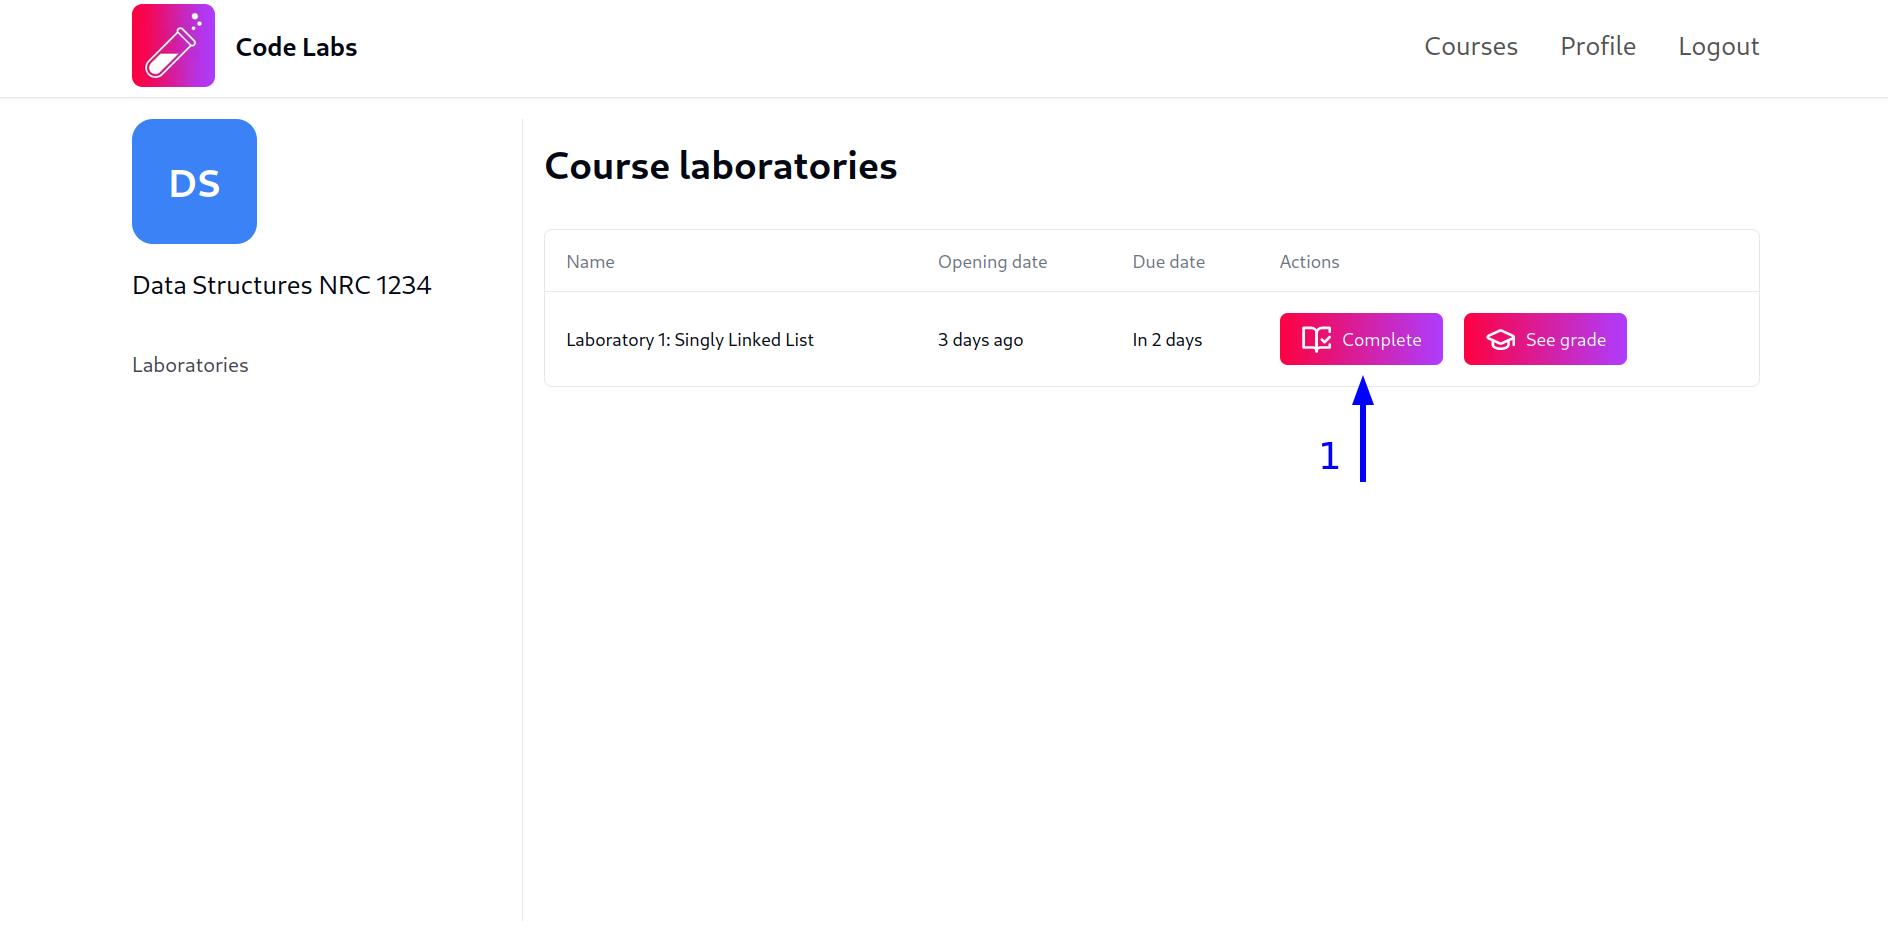 Code Labs
Courses Profile Logout
DS
Data Structures NRC 1234
Laboratories
Course laboratories
Name Opening date Due date Actions
Laboratory 1: Singly Linked List 3 days ago In 2 days Complete See grade
1